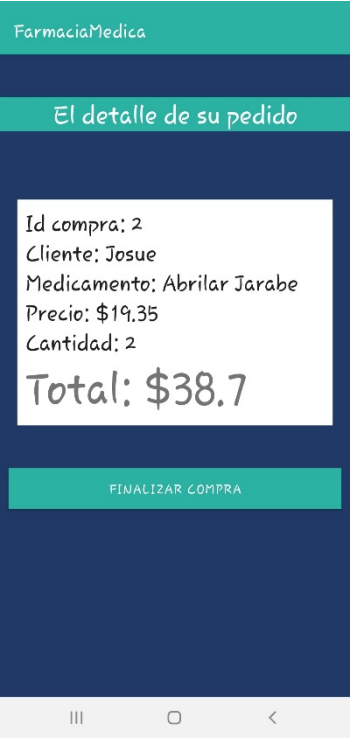 FarmaciaMedica
El detalle de su pedido
Id compra: 2
Cliente: Josue
Medicamento: Abrilar Jarabe
Precio: $19.35
Cantidad: 2
Total: $38.7
FINALIZAR COMPRA